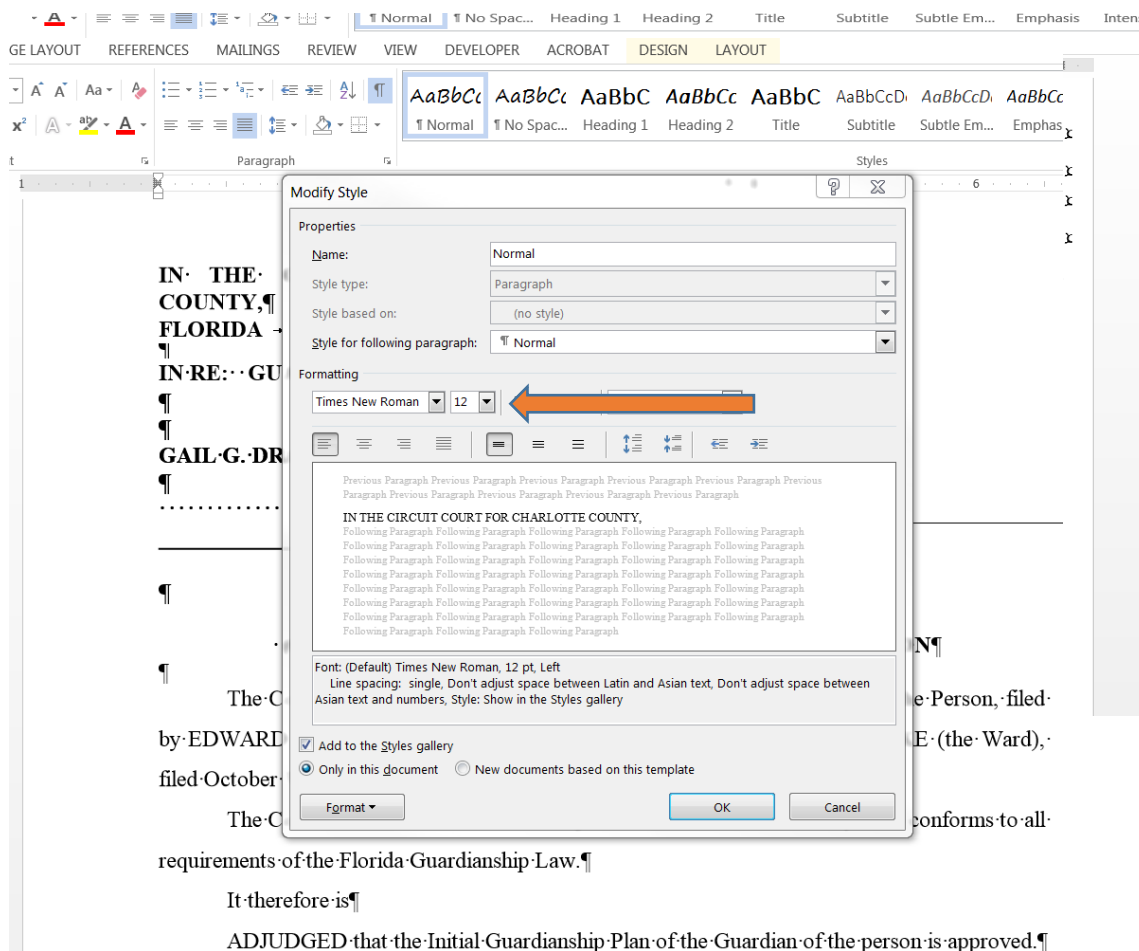 ¶ Normal ¶ No Spac... Heading 1 Heading 2 Title Subtitle Subtle Em... Emphasis Inten
GE LAYOUT REFERENCES MAILINGS REVIEW VIEW DEVELOPER ACROBAT DESIGN LAYOUT
AaBbCc AaBbCc AaBbC AaBbCc AaBbC AaBbCcD AaBbCcD AaBbCc
¶ Normal ¶ No Spac... Heading 1 Heading 2 Title Subtitle Subtle Em... Emphas
t Paragraph Styles
1 6
Modify Style
Properties
Name: Normal
Style type: Paragraph
Style based on: (no style)
Style for following paragraph: ¶ Normal
Formatting
Times New Roman 12
Previous Paragraph Previous Paragraph Previous Paragraph Previous Paragraph Previous Paragraph Previous
Paragraph Previous Paragraph Previous Paragraph Previous Paragraph Previous Paragraph
IN THE CIRCUIT COURT FOR CHARLOTTE COUNTY,
Following Paragraph Following Paragraph Following Paragraph Following Paragraph Following Paragraph
Following Paragraph Following Paragraph Following Paragraph Following Paragraph Following Paragraph
Following Paragraph Following Paragraph Following Paragraph Following Paragraph Following Paragraph
Following Paragraph Following Paragraph Following Paragraph Following Paragraph Following Paragraph
Following Paragraph Following Paragraph Following Paragraph Following Paragraph Following Paragraph
Following Paragraph Following Paragraph Following Paragraph Following Paragraph Following Paragraph
Following Paragraph Following Paragraph Following Paragraph Following Paragraph Following Paragraph
Following Paragraph Following Paragraph Following Paragraph
Font: (Default) Times New Roman, 12 pt, Left
Line spacing: single, Don't adjust space between Latin and Asian text, Don't adjust space between
Asian text and numbers, Style: Show in the Styles gallery
Add to the Styles gallery
Only in this document New documents based on this template
Format OK Cancel
IN· THE·
COUNTY,¶
FLORIDA →
¶
IN·RE:··GU
¶
¶
GAIL·G.·DR
¶
¶
N¶
¶
The·C e·Person,·filed·
by·EDWARD E·(the·Ward),·
filed·October·
The·C conforms·to·all·
requirements·of·the·Florida·Guardianship·Law.¶
It·therefore·is¶
ADJUDGED·that·the·Initial·Guardianship·Plan·of·the·Guardian·of·the·person·is·approved.¶